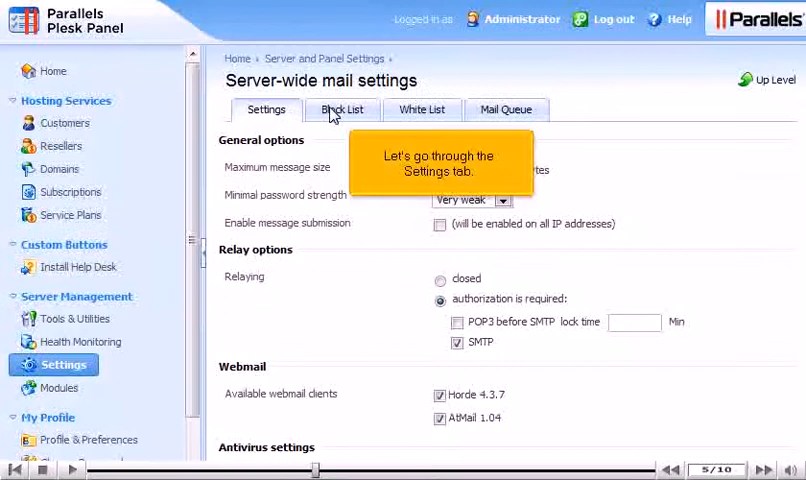 Parallels
Plesk Panel
Logged in as Administrator Log out Help Parallels
Home
Hosting Services
Customers
Resellers
Domains
Subscriptions
Service Plans
Custom Buttons
Install Help Desk
Server Management
Tools & Utilities
Health Monitoring
Settings
Modules
My Profile
Profile & Preferences
Home > Server and Panel Settings >
Server-wide mail settings
Up Level
Settings Black List White List Mail Queue
General options
Let's go through the
Settings tab.
Maximum message size
Minimal password strength Very weak
Enable message submission (will be enabled on all IP addresses)
Relay options
Relaying closed
authorization is required:
POP3 before SMTP lock time Min
SMTP
Webmail
Available webmail clients Horde 4.3.7
AtMail 1.04
Antivirus settings
5/10